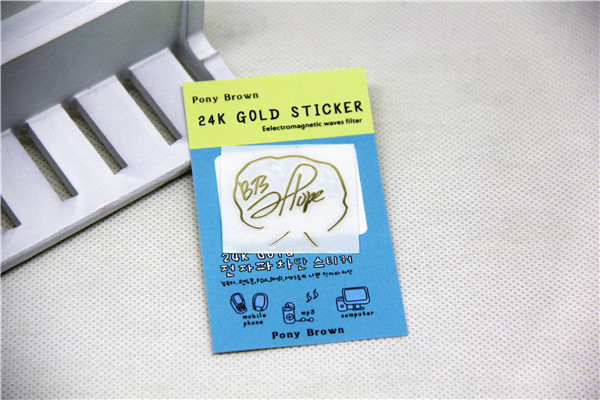 Pony Brown
24K GOLD STICKER
Eelectromagnetic waves filter
BTS
Hope
24K GOLD
전자파 차단 스티커
mobile
phone
mp3
computer
Pony Brown